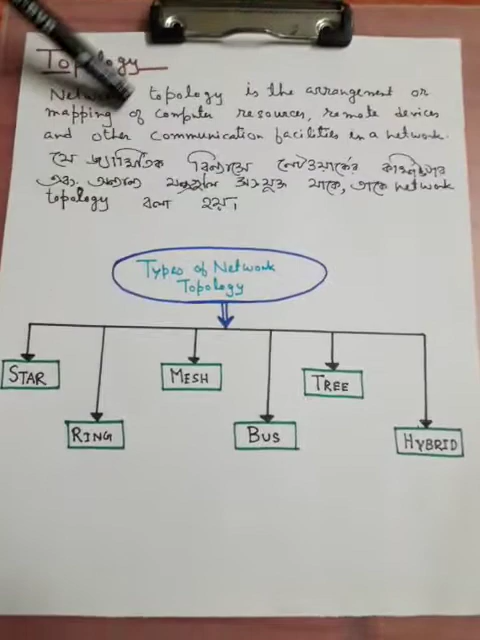 Topology
Network topology is the arrangement or
mapping of computer resources, remote devices
and other communication facilities in a network.
যে জ্যামিতিক বিন্যাসে নেটওয়ার্কের কম্পিউটার
এবং অন্যান্য সংযুক্ত থাকে, তাকে network
topology বলা হয়।
Types of Network
Topology
STAR
MESH
TREE
RING
BUS
HYBRID